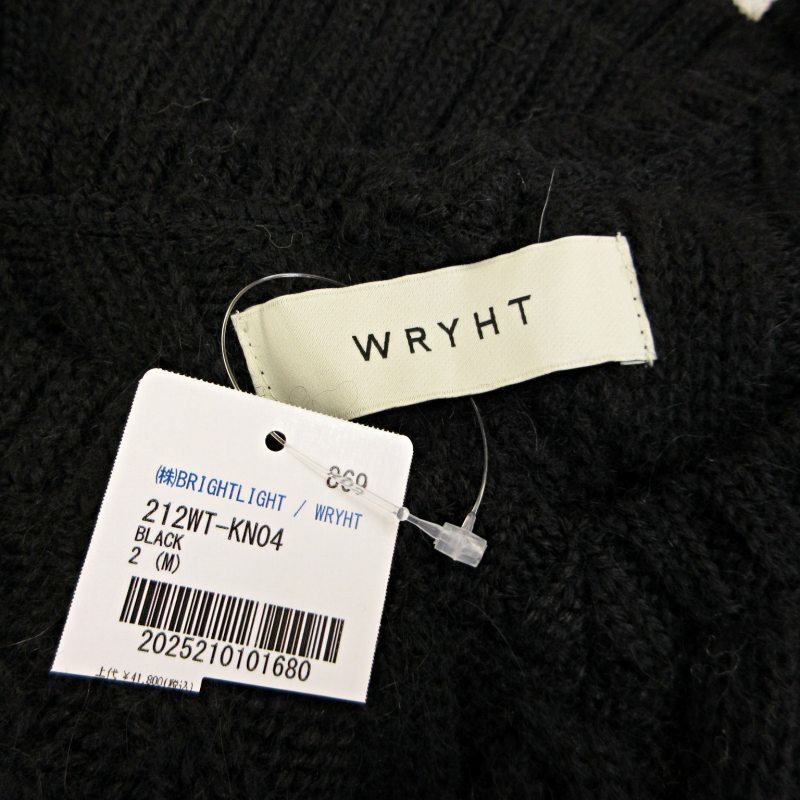 WRYHT
869
㈱BRIGHTLIGHT / WRYHT
212WT-KN04
BLACK
2 (M)
2025210101680
上代 ¥41,800(税込)